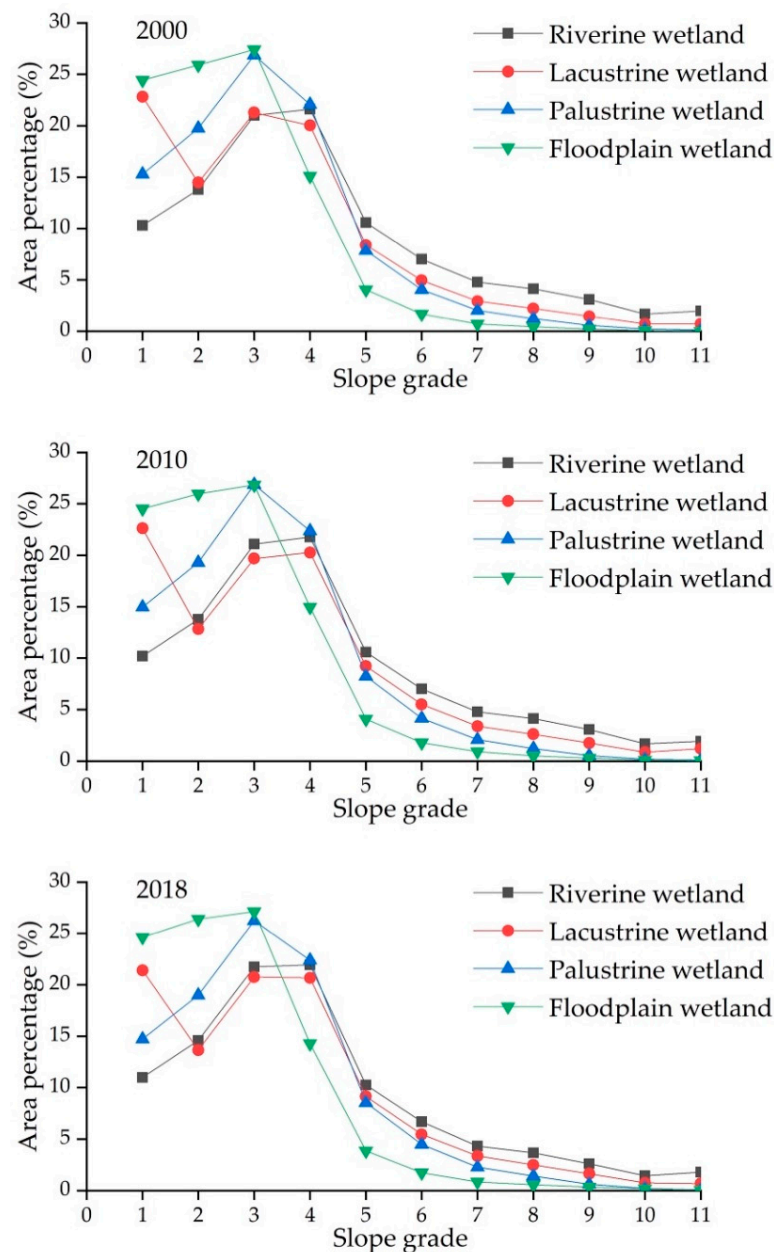 2000
Riverine wetland
Lacustrine wetland
Palustrine wetland
Floodplain wetland
Area percentage (%)
30
25
20
15
10
5
0
0 1 2 3 4 5 6 7 8 9 10 11
Slope grade
2010
Riverine wetland
Lacustrine wetland
Palustrine wetland
Floodplain wetland
Area percentage (%)
30
25
20
15
10
5
0
0 1 2 3 4 5 6 7 8 9 10 11
Slope grade
2018
Riverine wetland
Lacustrine wetland
Palustrine wetland
Floodplain wetland
Area percentage (%)
30
25
20
15
10
5
0
0 1 2 3 4 5 6 7 8 9 10 11
Slope grade